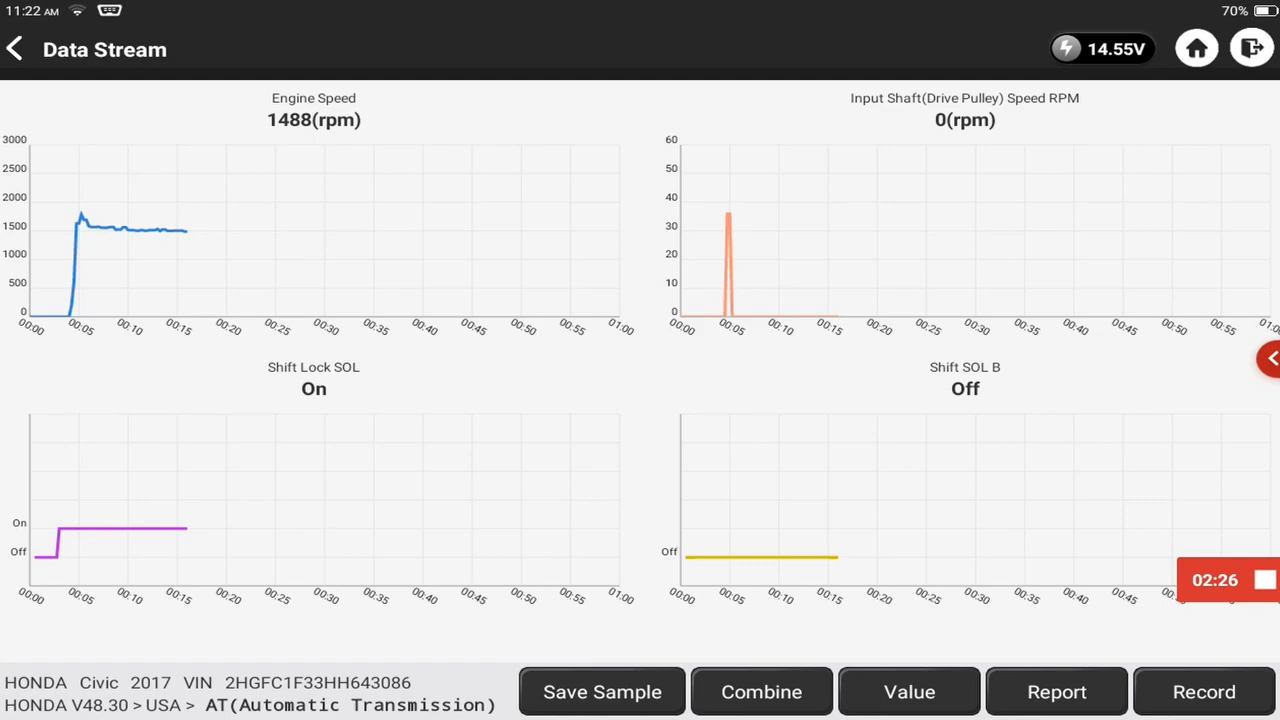 11:22 AM
70%
Data Stream
14.55V
Engine Speed
1488(rpm)
3000
2500
2000
1500
1000
500
0
00:00 00:05 00:10 00:15 00:20 00:25 00:30 00:35 00:40 00:45 00:50 00:55 01:00
Input Shaft(Drive Pulley) Speed RPM
0(rpm)
60
50
40
30
20
10
0
00:00 00:05 00:10 00:15 00:20 00:25 00:30 00:35 00:40 00:45 00:50 00:55
Shift Lock SOL
On
On
Off
00:00 00:05 00:10 00:15 00:20 00:25 00:30 00:35 00:40 00:45 00:50 00:55 01:00
Shift SOL B
Off
Off
00:00 00:05 00:10 00:15 00:20 00:25 00:30 00:35 00:40 00:45
02:26
HONDA Civic 2017 VIN 2HGFC1F33HH643086
HONDA V48.30 > USA > AT(Automatic Transmission)
Save Sample
Combine
Value
Report
Record